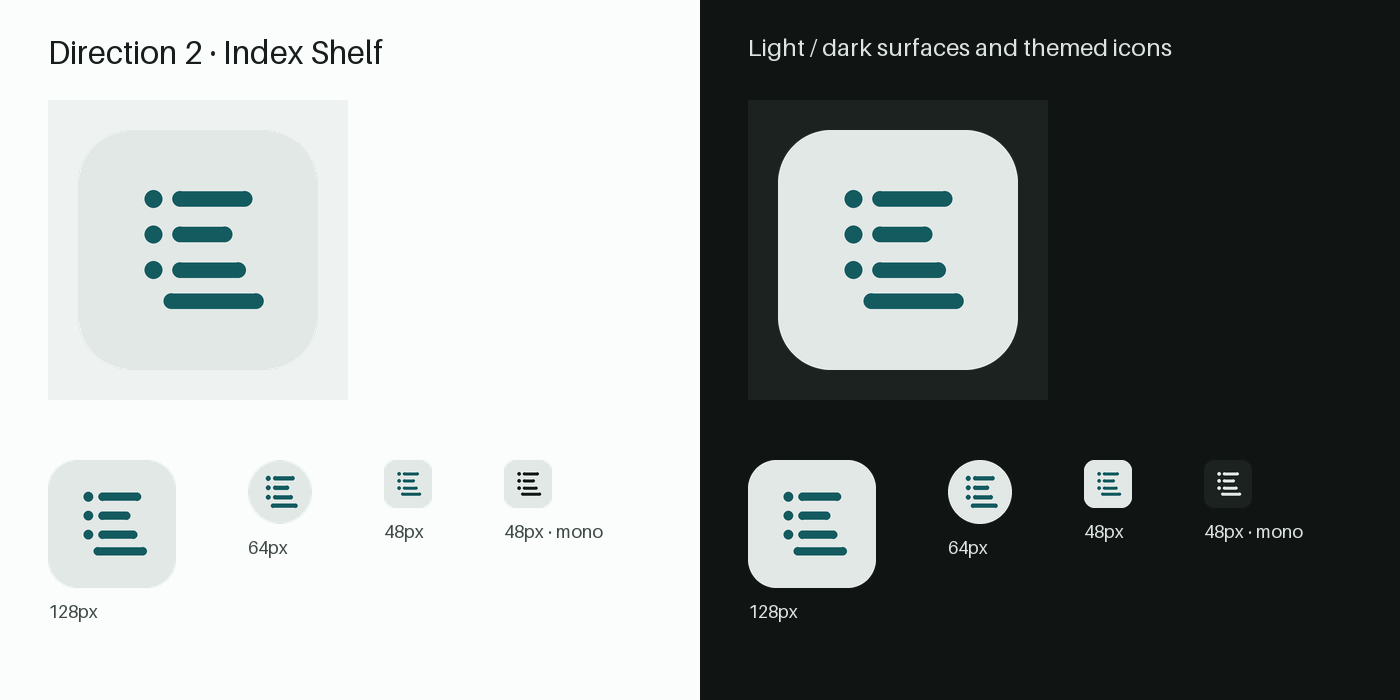 Direction 2 · Index Shelf
128px
64px
48px
48px · mono
Light / dark surfaces and themed icons
128px
64px
48px
48px · mono